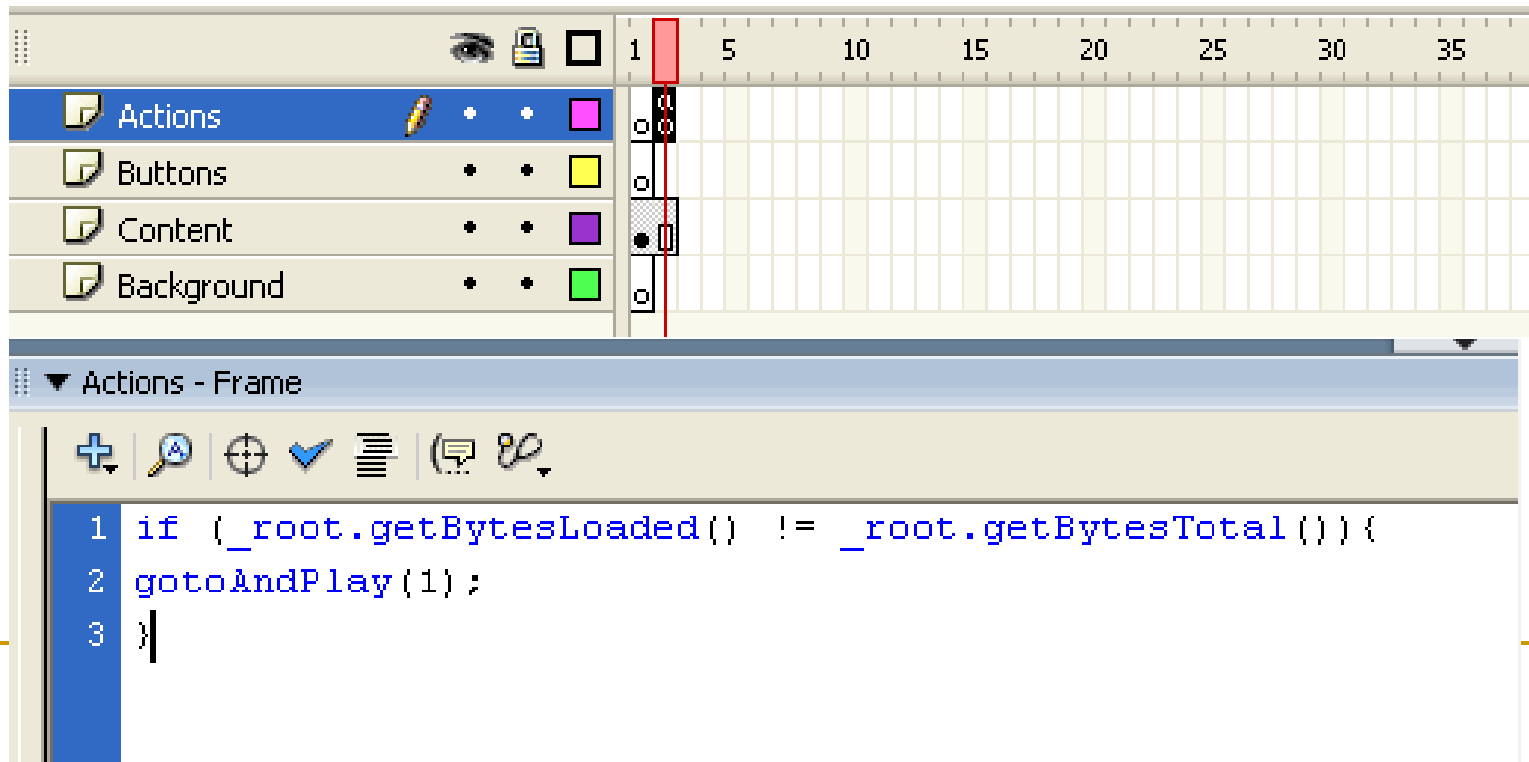 1 5 10 15 20 25 30 35
Actions
Buttons
Content
Background
Actions - Frame
1 if (_root.getBytesLoaded() != _root.getBytesTotal()){
2 gotoAndPlay(1);
3 }